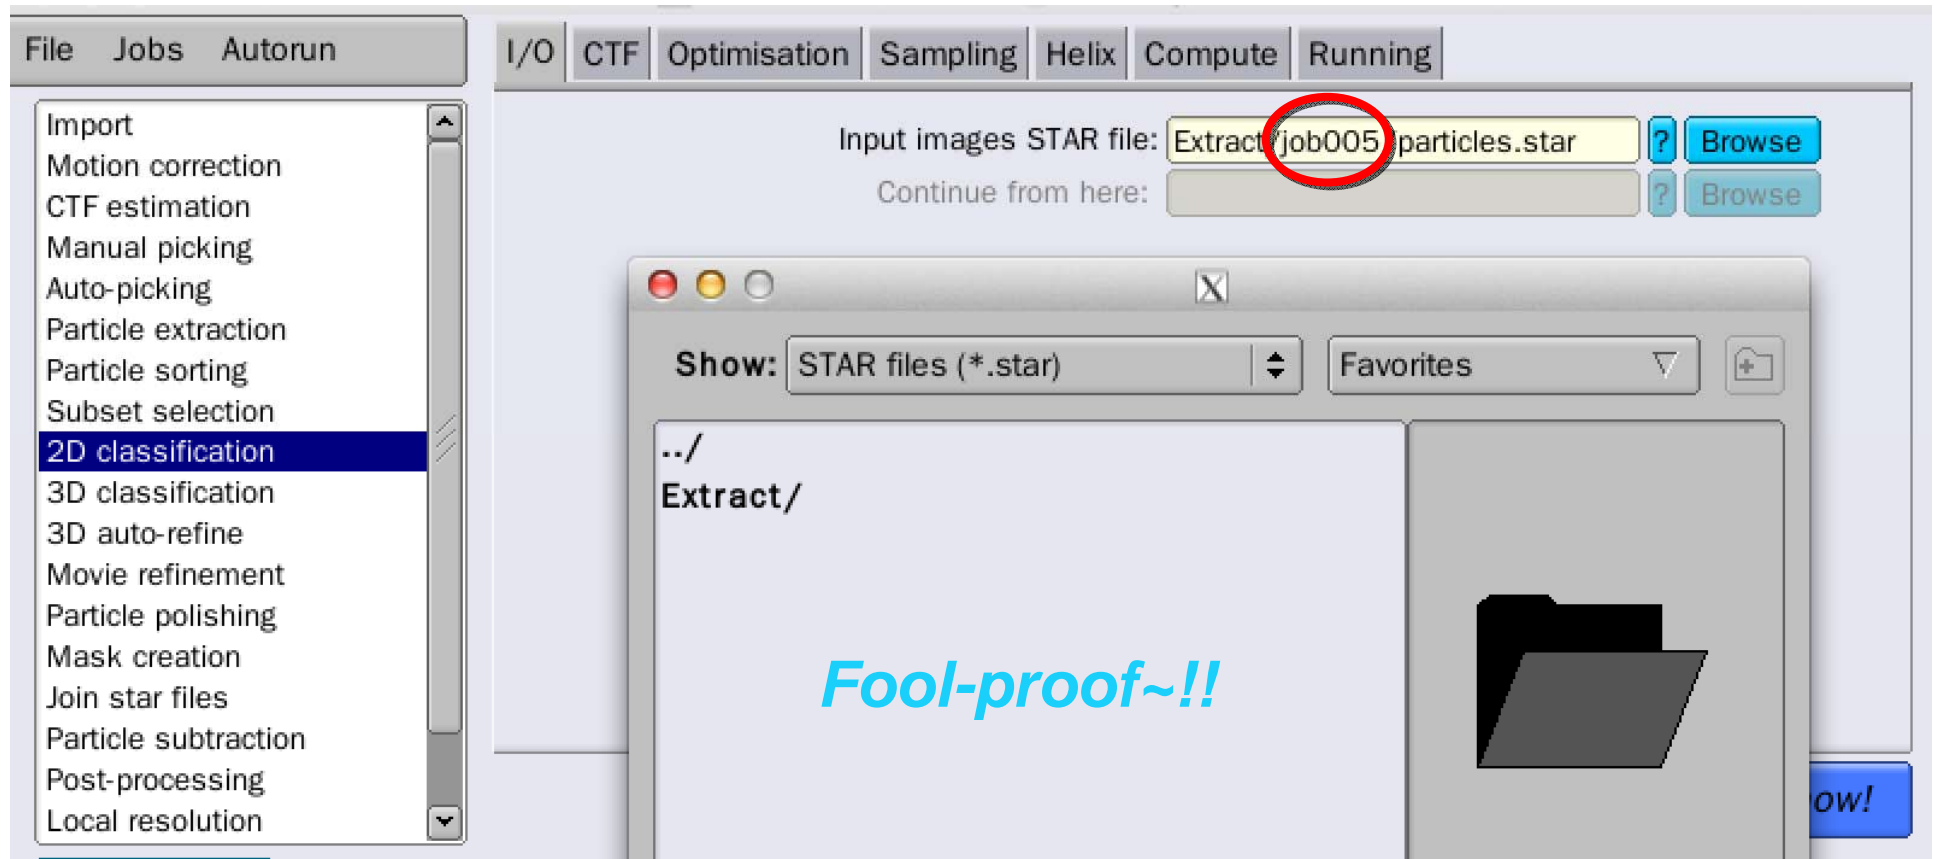 File Jobs Autorun
I/O CTF Optimisation Sampling Helix Compute Running
Import
Motion correction
CTF estimation
Manual picking
Auto-picking
Particle extraction
Particle sorting
Subset selection
2D classification
3D classification
3D auto-refine
Movie refinement
Particle polishing
Mask creation
Join star files
Particle subtraction
Post-processing
Local resolution
Input images STAR file: Extract/job005/particles.star ? Browse
Continue from here: ? Browse
X
Show: STAR files (*.star) Favorites
../
Extract/
Fool-proof~!!
ow!